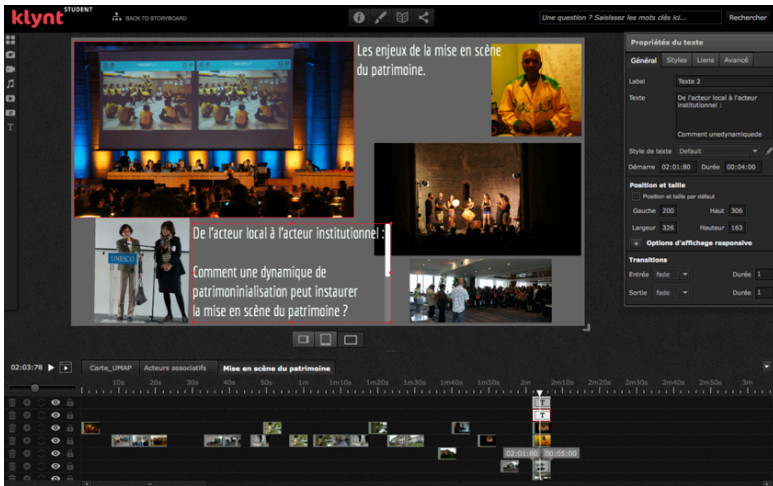 klynt STUDENT
BACK TO STORYBOARD
Une question ? Saisissez les mots clés ici...
Rechercher
Les enjeux de la mise en scène
du patrimoine.
UNESCO
De l'acteur local à l'acteur institutionnel :
Comment une dynamique de
patrimoninialisation peut instaurer
la mise en scène du patrimoine ?
Propriétés du texte
Général Styles Liens Avancé
Label Texte 2
Texte De l'acteur local à l'acteur
institutionnel :
Comment unedynamiquede
Style de texte Default
Démarre 02:01:80 Durée 00:04:00
Position et taille
Position et taille par défaut
Gauche 200 Haut 306
Largeur 326 Hauteur 163
+ Options d'affichage responsive
Transitions
Entrée fade Durée 1
Sortie fade Durée 1
02:03:78
Carte_UMAP Acteurs associatifs Mise en scène du patrimoine
10s 20s 30s 40s 50s 1m 1m10s 1m20s 1m30s 1m40s 1m50s 2m 2m10s 2m20s 2m30s 2m40s 2m50s 3m
T
T
02:01:80 00:05:00